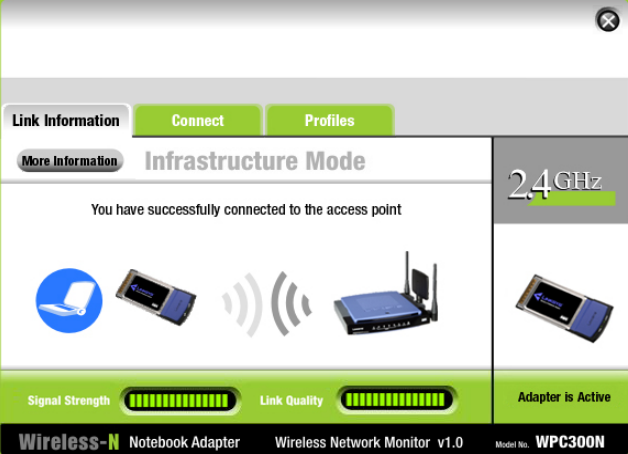 Link Information
Connect
Profiles
More Information
Infrastructure Mode
2.4GHz
You have successfully connected to the access point
Signal Strength
Link Quality
Adapter is Active
Wireless-N Notebook Adapter
Wireless Network Monitor v1.0
Model No. WPC300N